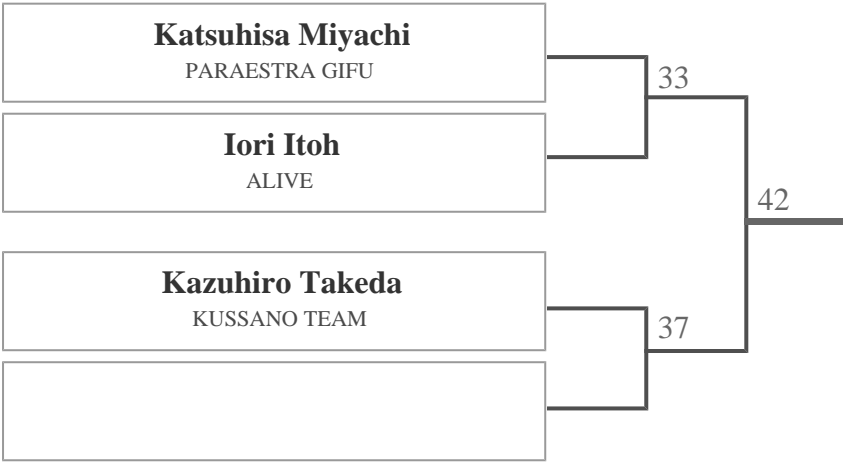 Katsuhisa Miyachi
PARAESTRA GIFU
33
Iori Itoh
ALIVE
42
Kazuhiro Takeda
KUSSANO TEAM
37